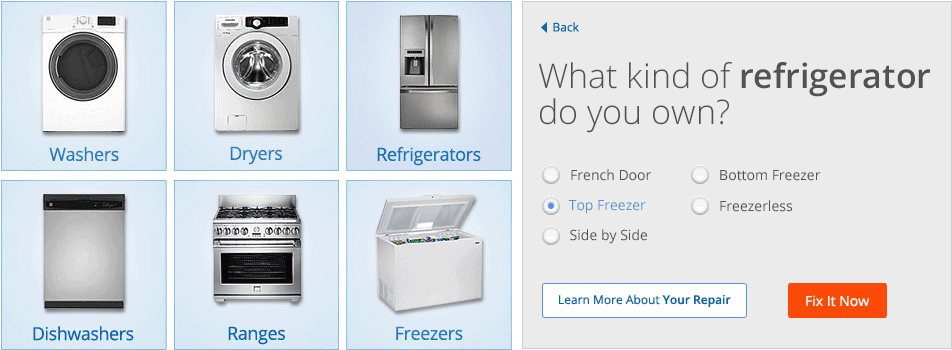 Washers
Dryers
Refrigerators
Dishwashers
Ranges
Freezers
Back
What kind of refrigerator
do you own?
French Door
Bottom Freezer
Top Freezer
Freezerless
Side by Side
Learn More About Your Repair
Fix It Now